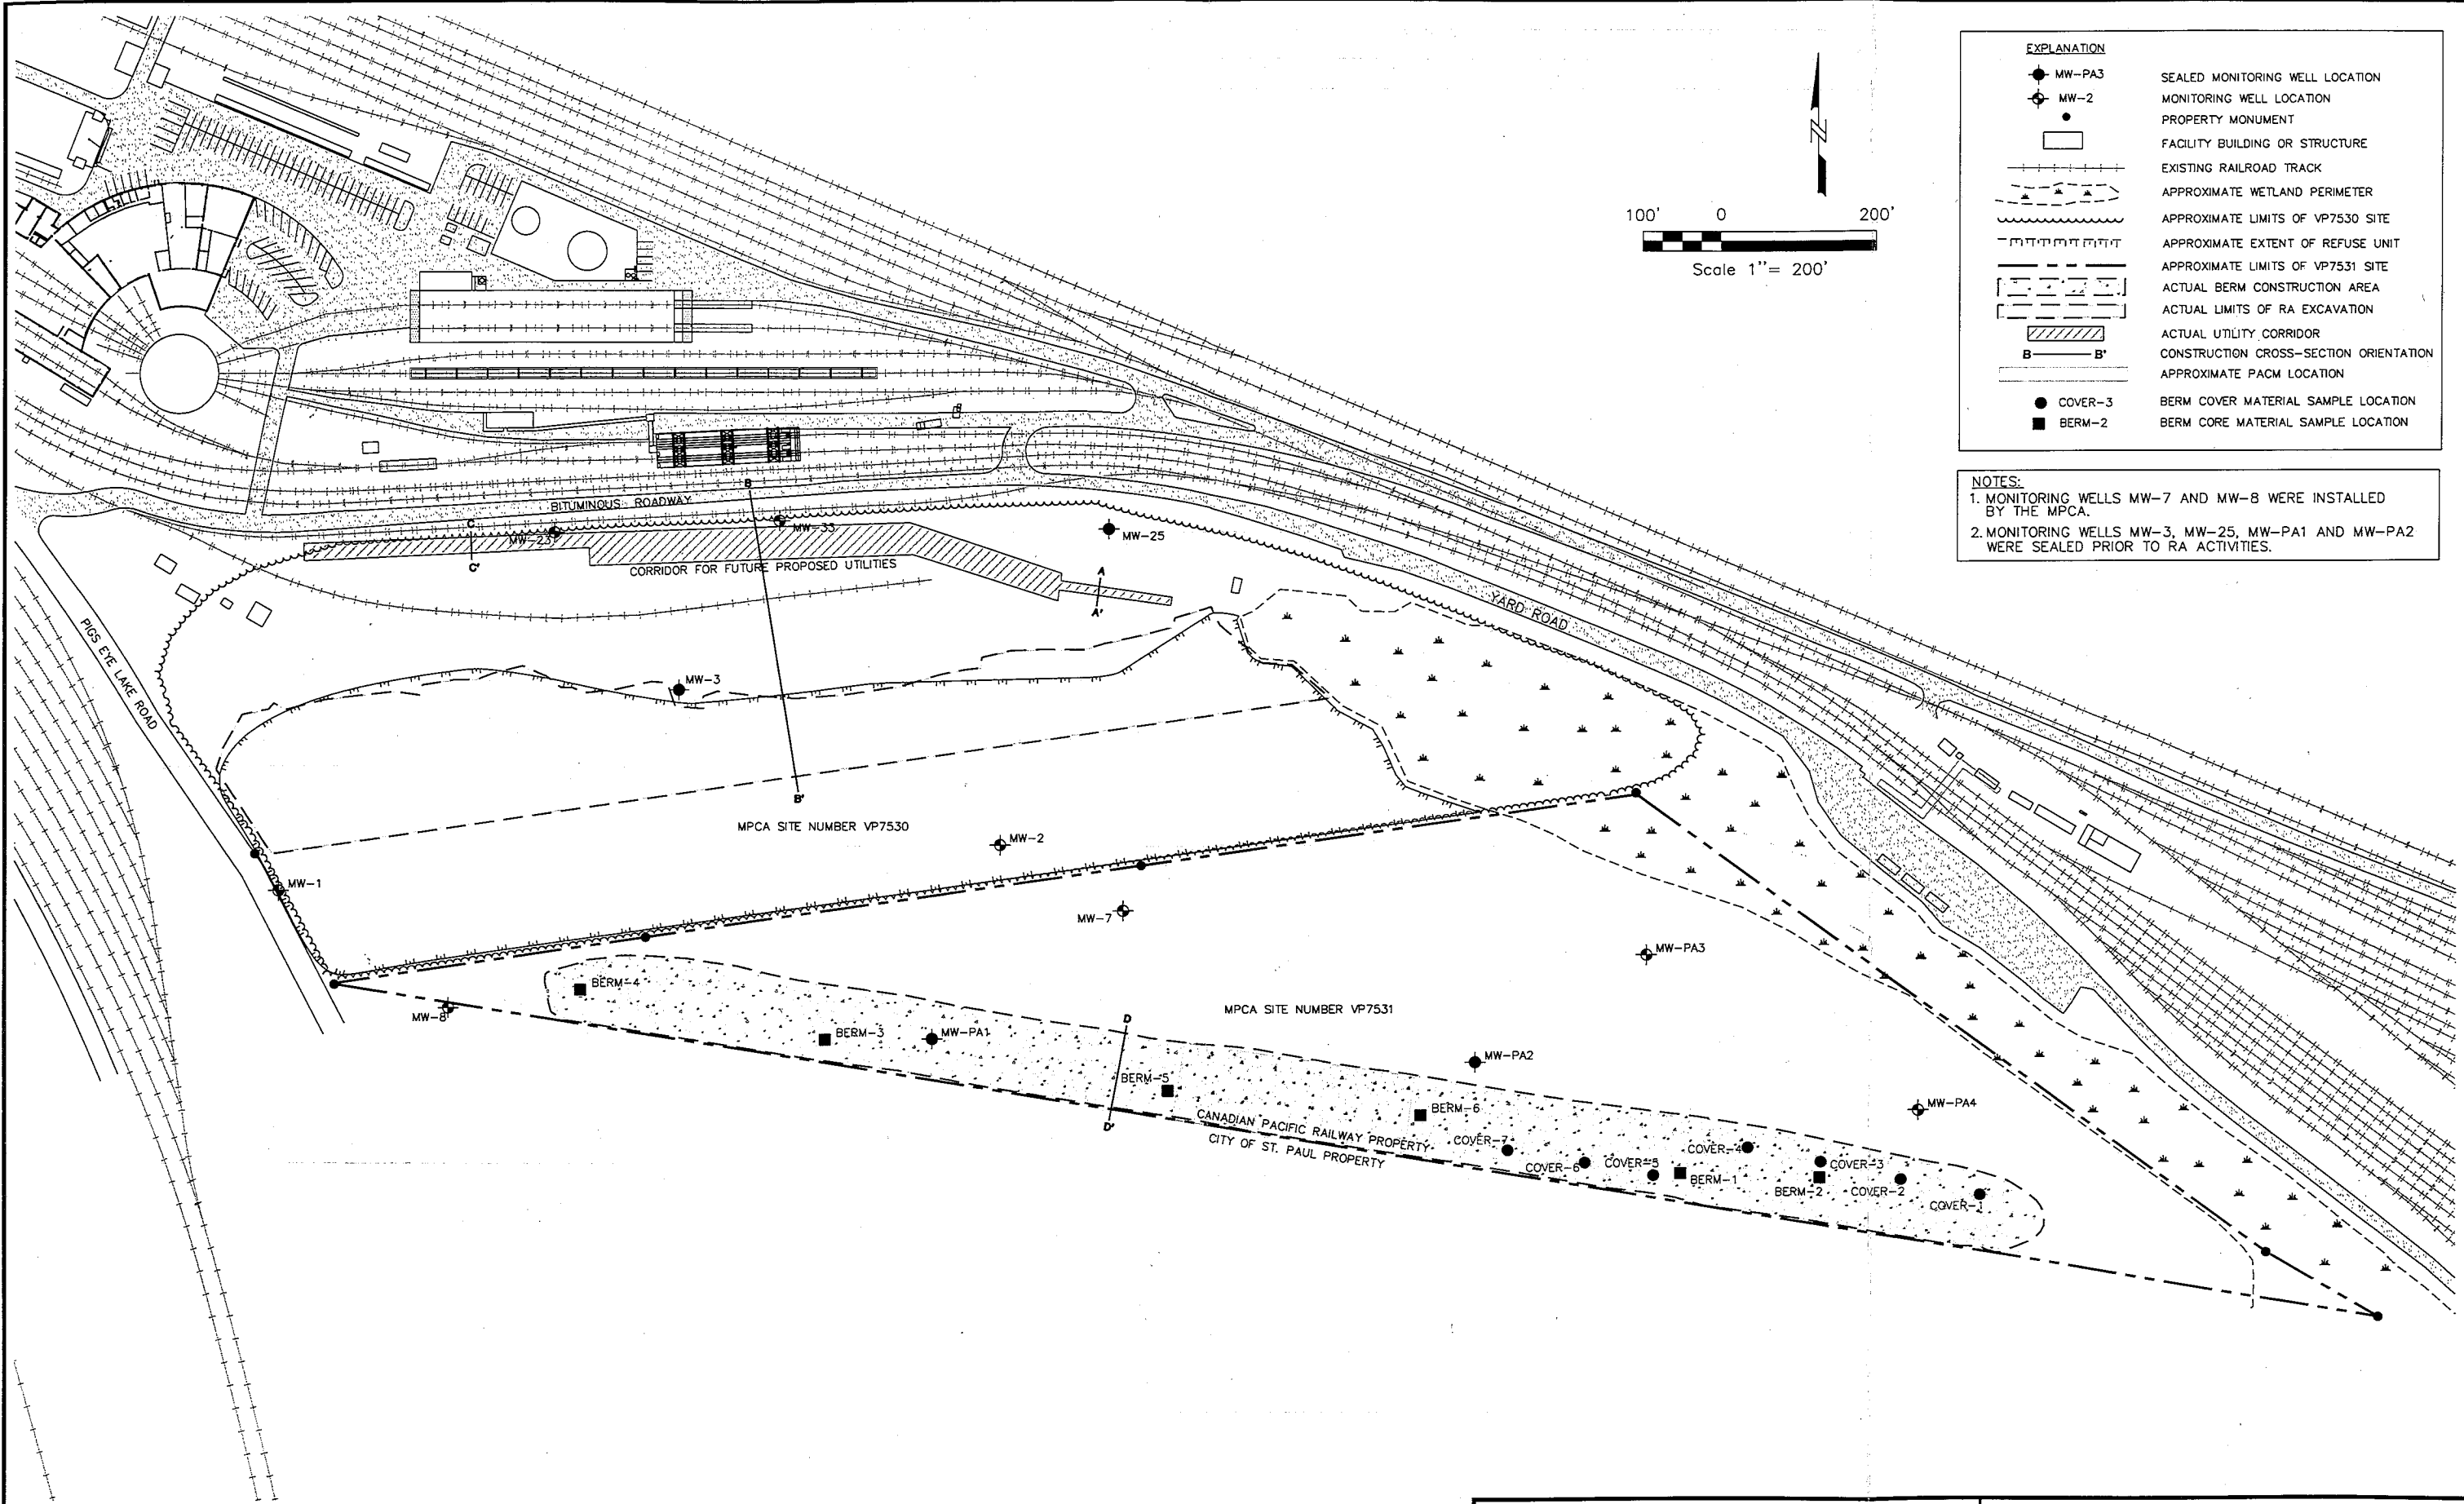 EXPLANATION
MW-PA3 SEALED MONITORING WELL LOCATION
MW-2 MONITORING WELL LOCATION
PROPERTY MONUMENT
FACILITY BUILDING OR STRUCTURE
EXISTING RAILROAD TRACK
APPROXIMATE WETLAND PERIMETER
APPROXIMATE LIMITS OF VP7530 SITE
APPROXIMATE EXTENT OF REFUSE UNIT
APPROXIMATE LIMITS OF VP7531 SITE
ACTUAL BERM CONSTRUCTION AREA
ACTUAL LIMITS OF RA EXCAVATION
ACTUAL UTILITY CORRIDOR
B B' CONSTRUCTION CROSS-SECTION ORIENTATION
APPROXIMATE PACM LOCATION
COVER-3 BERM COVER MATERIAL SAMPLE LOCATION
BERM-2 BERM CORE MATERIAL SAMPLE LOCATION
NOTES:
1. MONITORING WELLS MW-7 AND MW-8 WERE INSTALLED
BY THE MPCA.
2. MONITORING WELLS MW-3, MW-25, MW-PA1 AND MW-PA2
WERE SEALED PRIOR TO RA ACTIVITIES.
N
100' 0 200'
Scale 1"= 200'
BITUMINOUS ROADWAY
B
C
MW-23
MW-33
MW-25
C'
CORRIDOR FOR FUTURE PROPOSED UTILITIES
A
A'
YARD ROAD
PIGS EYE LAKE ROAD
MW-3
B'
MPCA SITE NUMBER VP7530
MW-2
MW-1
MW-7
MW-PA3
BERM-4
MW-8
MPCA SITE NUMBER VP7531
D
BERM-3
MW-PA1
MW-PA2
BERM-5
BERM-6
MW-PA4
D'
CANADIAN PACIFIC RAILWAY PROPERTY
CITY OF ST. PAUL PROPERTY
COVER-7
COVER-6
COVER-5
COVER-4
COVER-3
BERM-1
BERM-2
COVER-2
COVER-1